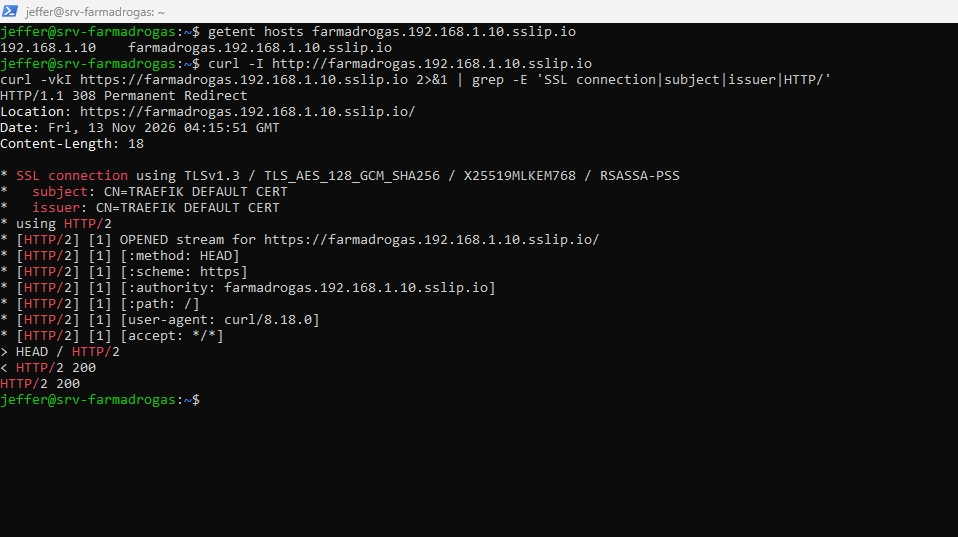 jeffer@srv-farmadrogas: ~
jeffer@srv-farmadrogas:~$ getent hosts farmadrogas.192.168.1.10.sslip.io
192.168.1.10    farmadrogas.192.168.1.10.sslip.io
jeffer@srv-farmadrogas:~$ curl -I http://farmadrogas.192.168.1.10.sslip.io
curl -vkI https://farmadrogas.192.168.1.10.sslip.io 2>&1 | grep -E 'SSL connection|subject|issuer|HTTP/'
HTTP/1.1 308 Permanent Redirect
Location: https://farmadrogas.192.168.1.10.sslip.io/
Date: Fri, 13 Nov 2026 04:15:51 GMT
Content-Length: 18

* SSL connection using TLSv1.3 / TLS_AES_128_GCM_SHA256 / X25519MLKEM768 / RSASSA-PSS
*   subject: CN=TRAEFIK DEFAULT CERT
*   issuer: CN=TRAEFIK DEFAULT CERT
* using HTTP/2
* [HTTP/2] [1] OPENED stream for https://farmadrogas.192.168.1.10.sslip.io/
* [HTTP/2] [1] [:method: HEAD]
* [HTTP/2] [1] [:scheme: https]
* [HTTP/2] [1] [:authority: farmadrogas.192.168.1.10.sslip.io]
* [HTTP/2] [1] [:path: /]
* [HTTP/2] [1] [user-agent: curl/8.18.0]
* [HTTP/2] [1] [accept: */*]
> HEAD / HTTP/2
< HTTP/2 200
HTTP/2 200
jeffer@srv-farmadrogas:~$